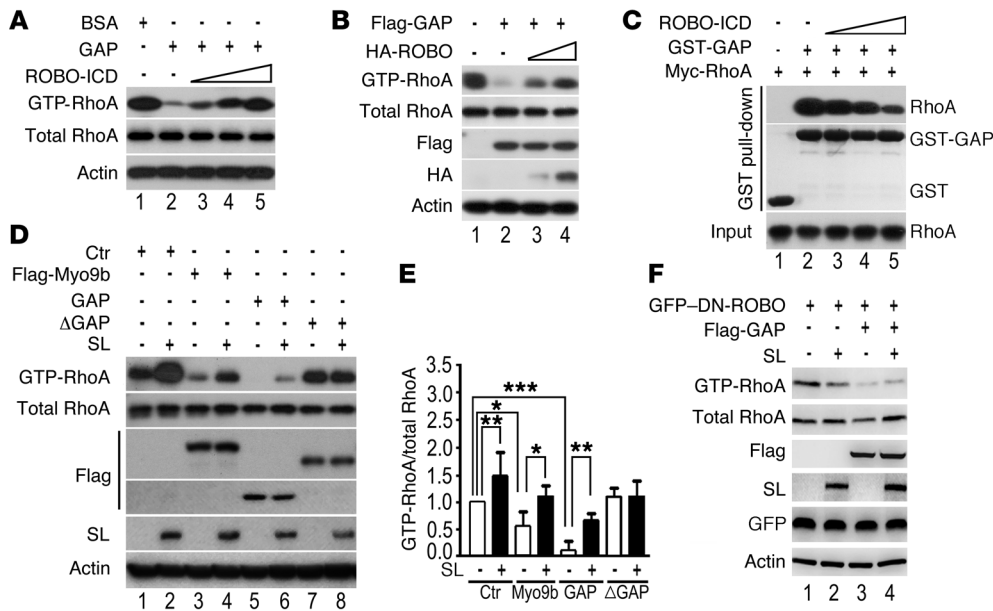 A
BSA + - - - -
GAP - + + + +
ROBO-ICD - -
GTP-RhoA
Total RhoA
Actin
1 2 3 4 5
B
Flag-GAP - + + +
HA-ROBO - -
GTP-RhoA
Total RhoA
Flag
HA
Actin
1 2 3 4
C
ROBO-ICD - -
GST-GAP - + + + +
Myc-RhoA + + + + +
GST pull-down
RhoA
GST-GAP
GST
Input RhoA
1 2 3 4 5
D
Ctr + + - - - - - -
Flag-Myo9b - - + + - - - -
GAP - - - - + + - -
ΔGAP - - - - - - + +
SL - + - + - + - +
GTP-RhoA
Total RhoA
Flag
SL
Actin
1 2 3 4 5 6 7 8
E
GTP-RhoA/total RhoA
3.5
3.0
2.5
2.0
1.5
1.0
0.5
0.0
***
*
**
*
**
SL - + - + - + - +
Ctr Myo9b GAP ΔGAP
F
GFP–DN-ROBO + + + +
Flag-GAP - - + +
SL - + - +
GTP-RhoA
Total RhoA
Flag
SL
GFP
Actin
1 2 3 4